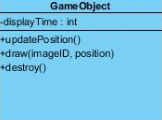 GameObject
-displayTime : int
+updatePosition()
+draw(imageID, position)
+destroy()